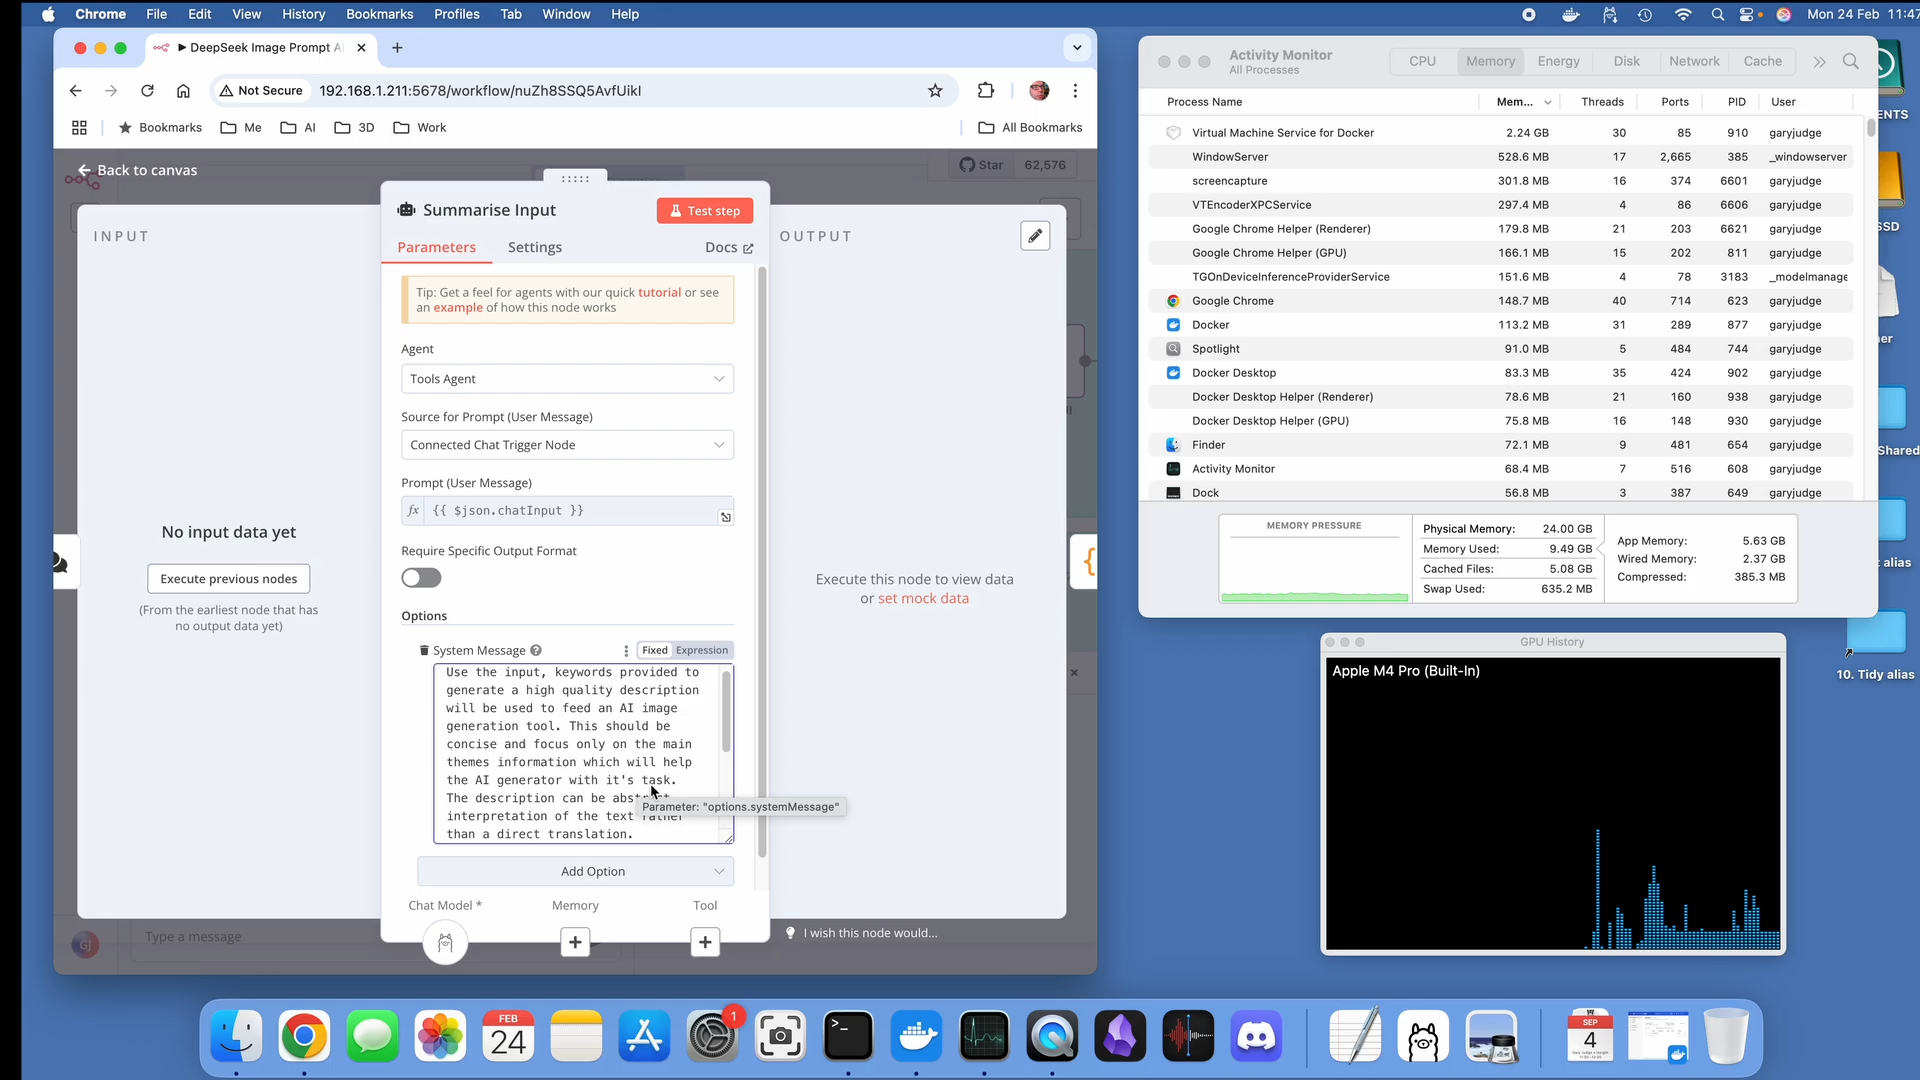 Chrome File Edit View History Bookmarks Profiles Tab Window Help
Mon 24 Feb 11:47
DeepSeek Image Prompt A
Not Secure 192.168.1.211:5678/workflow/nuZh8SSQ5AvfUikI
Bookmarks Me AI 3D Work All Bookmarks
Back to canvas
Star 62,576
INPUT
No input data yet
Execute previous nodes
(From the earliest node that has
no output data yet)
Summarise Input
Test step
Parameters Settings Docs
Tip: Get a feel for agents with our quick tutorial or see
an example of how this node works
Agent
Tools Agent
Source for Prompt (User Message)
Connected Chat Trigger Node
Prompt (User Message)
fx {{ $json.chatInput }}
Require Specific Output Format
Options
System Message Fixed Expression
Use the input, keywords provided to
generate a high quality description
will be used to feed an AI image
generation tool. This should be
concise and focus only on the main
themes information which will help
the AI generator with it's task.
The description can be
interpretation of the text rather
than a direct translation.
Parameter: "options.systemMessage"
Add Option
Chat Model * Memory Tool
OUTPUT
Execute this node to view data
or set mock data
I wish this node would...
Gj
Type a message
Activity Monitor
All Processes
CPU Memory Energy Disk Network Cache
Process Name Mem... Threads Ports PID User
Virtual Machine Service for Docker 2.24 GB 30 85 910 garyjudge
WindowServer 528.6 MB 17 2,665 385 _windowserver
screencapture 301.8 MB 16 374 6601 garyjudge
VTEncoderXPCService 297.4 MB 4 86 6606 garyjudge
Google Chrome Helper (Renderer) 179.8 MB 21 203 6621 garyjudge
Google Chrome Helper (GPU) 166.1 MB 15 202 811 garyjudge
TGOnDeviceInferenceProviderService 151.6 MB 4 78 3183 _modelmanage
Google Chrome 148.7 MB 40 714 623 garyjudge
Docker 113.2 MB 31 289 877 garyjudge
Spotlight 91.0 MB 5 484 744 garyjudge
Docker Desktop 83.3 MB 35 424 902 garyjudge
Docker Desktop Helper (Renderer) 78.6 MB 21 160 938 garyjudge
Docker Desktop Helper (GPU) 75.8 MB 16 148 930 garyjudge
Finder 72.1 MB 9 481 654 garyjudge
Activity Monitor 68.4 MB 7 516 608 garyjudge
Dock 56.8 MB 3 387 649 garyjudge
MEMORY PRESSURE
Physical Memory: 24.00 GB
Memory Used: 9.49 GB
Cached Files: 5.08 GB
Swap Used: 635.2 MB
App Memory: 5.63 GB
Wired Memory: 2.37 GB
Compressed: 385.3 MB
GPU History
Apple M4 Pro (Built-In)
ENTS
SSD
ner
Shared
alias
10. Tidy alias
FEB
24
1
SEP
4